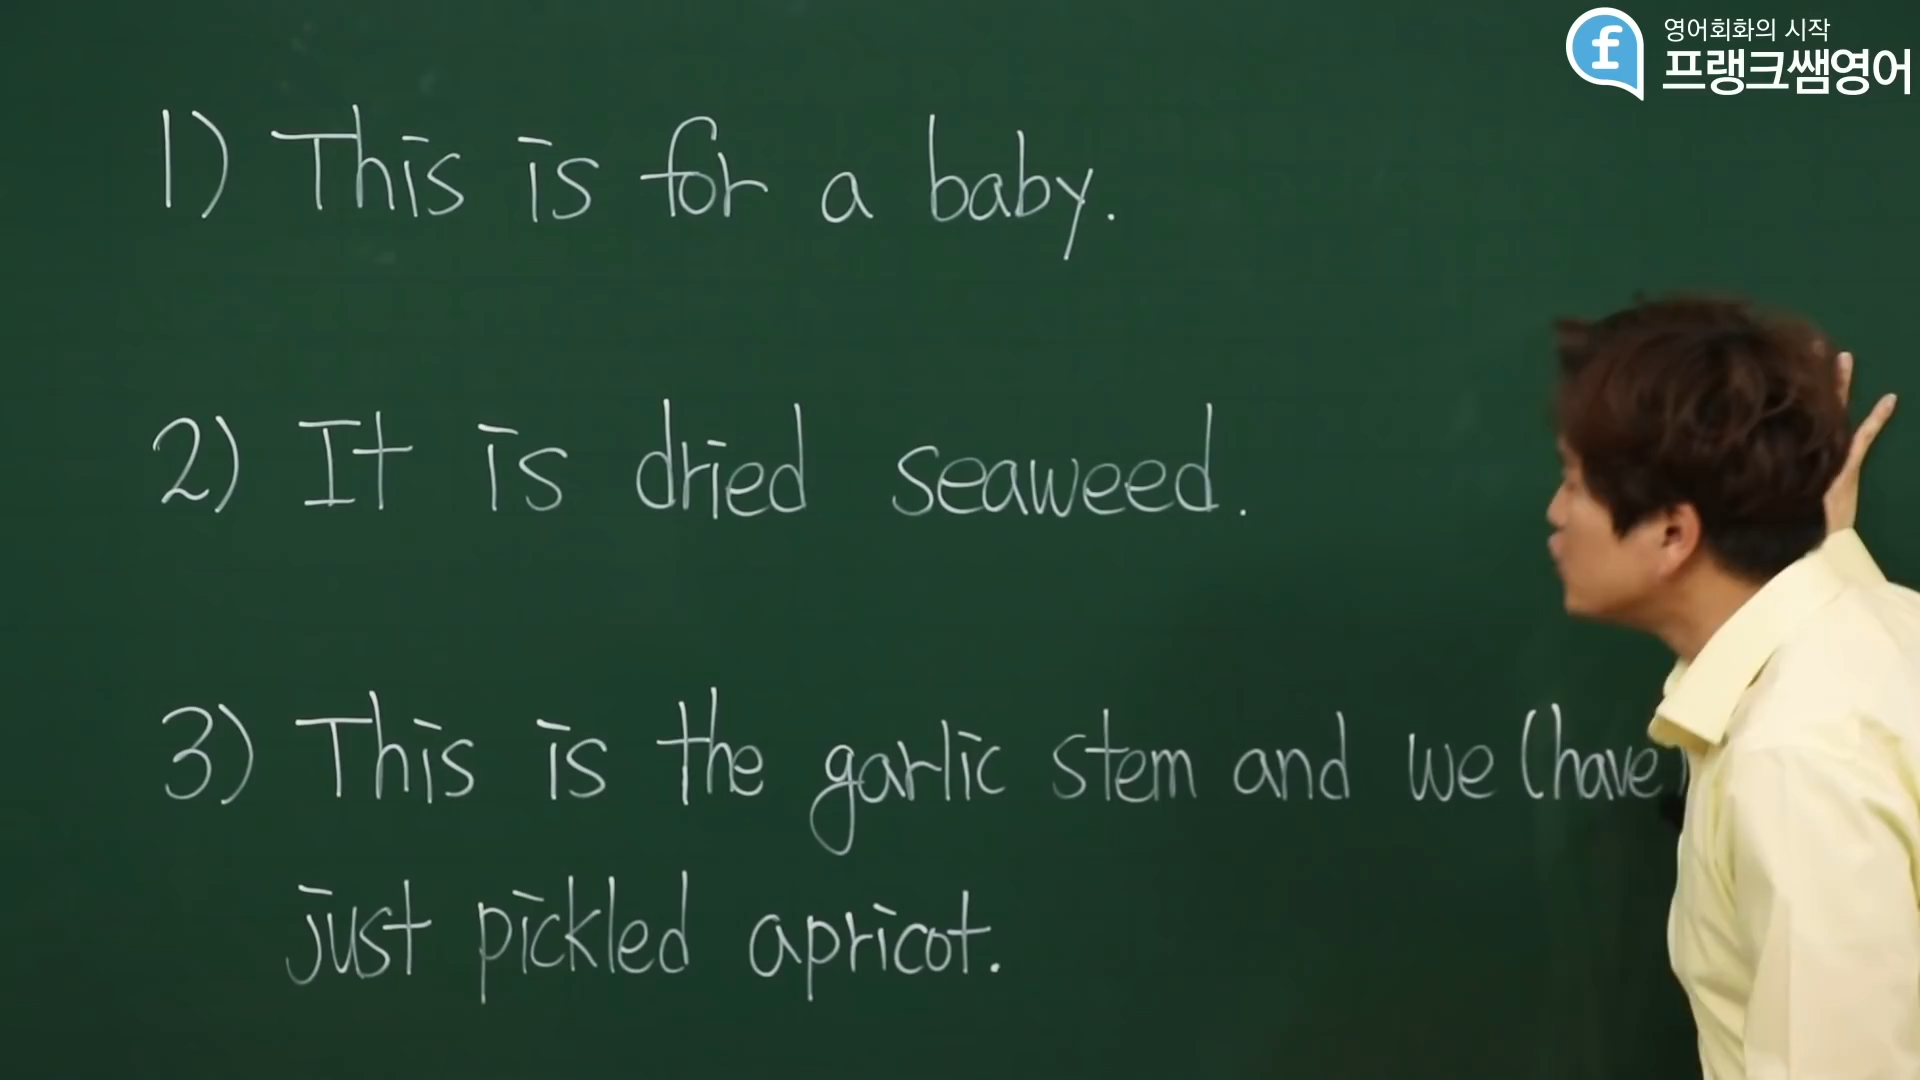 영어회화의 시작
프랭크쌤영어
1) This is for a baby.
2) It is dried seaweed.
3) This is the garlic stem and we (have)
just pickled apricot.